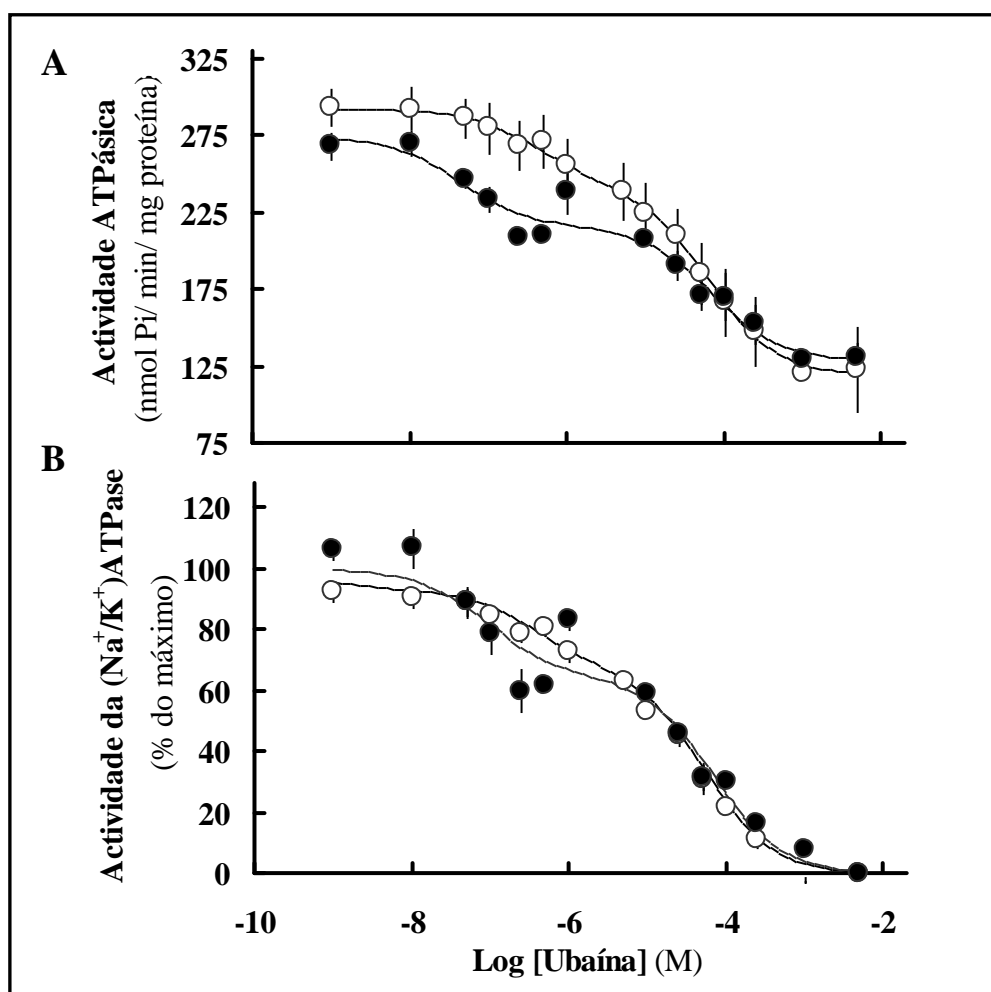 A
Actividade ATPásica
(nmol Pi/ min/ mg proteína)
325
275
225
175
125
75
B
Actividade da (Na⁺/K⁺)ATPase
(% do máximo)
120
100
80
60
40
20
0
-10 -8 -6 -4 -2
Log [Ubaína] (M)